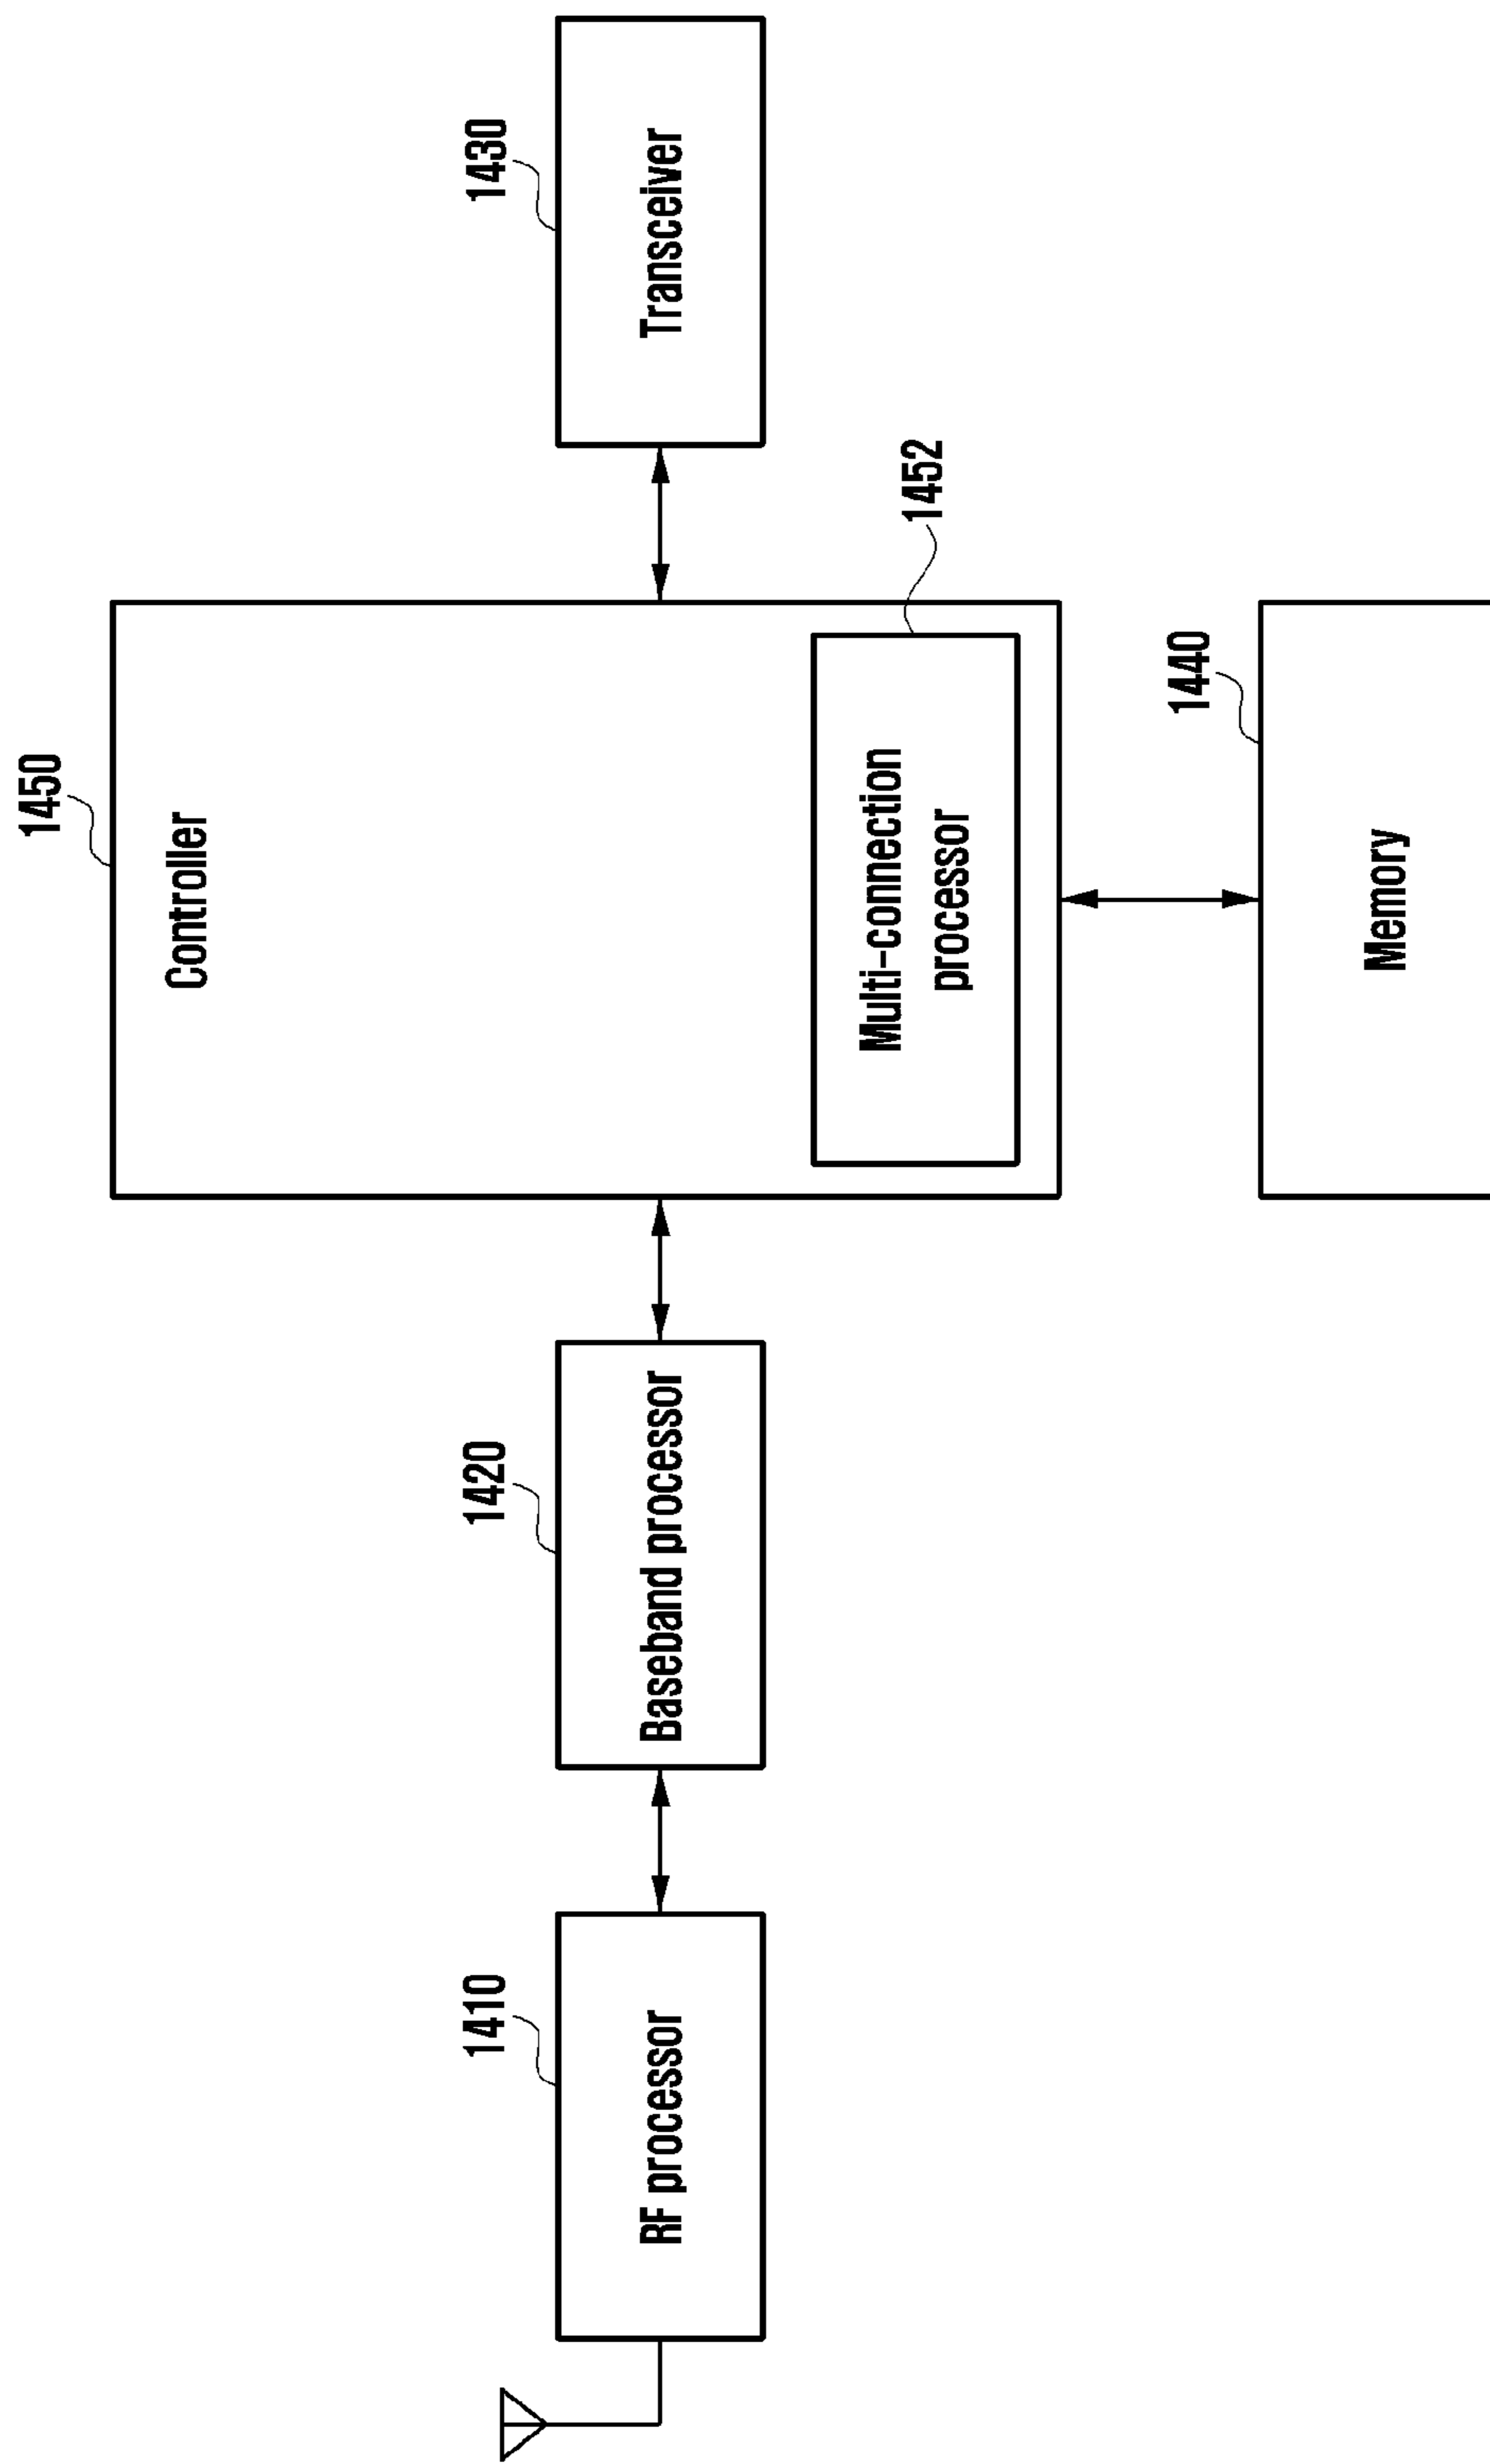 1450
Controller
1410
1420
1430
RF processor
Baseband processor
Transceiver
Multi-connection
processor
1452
1440
Memory